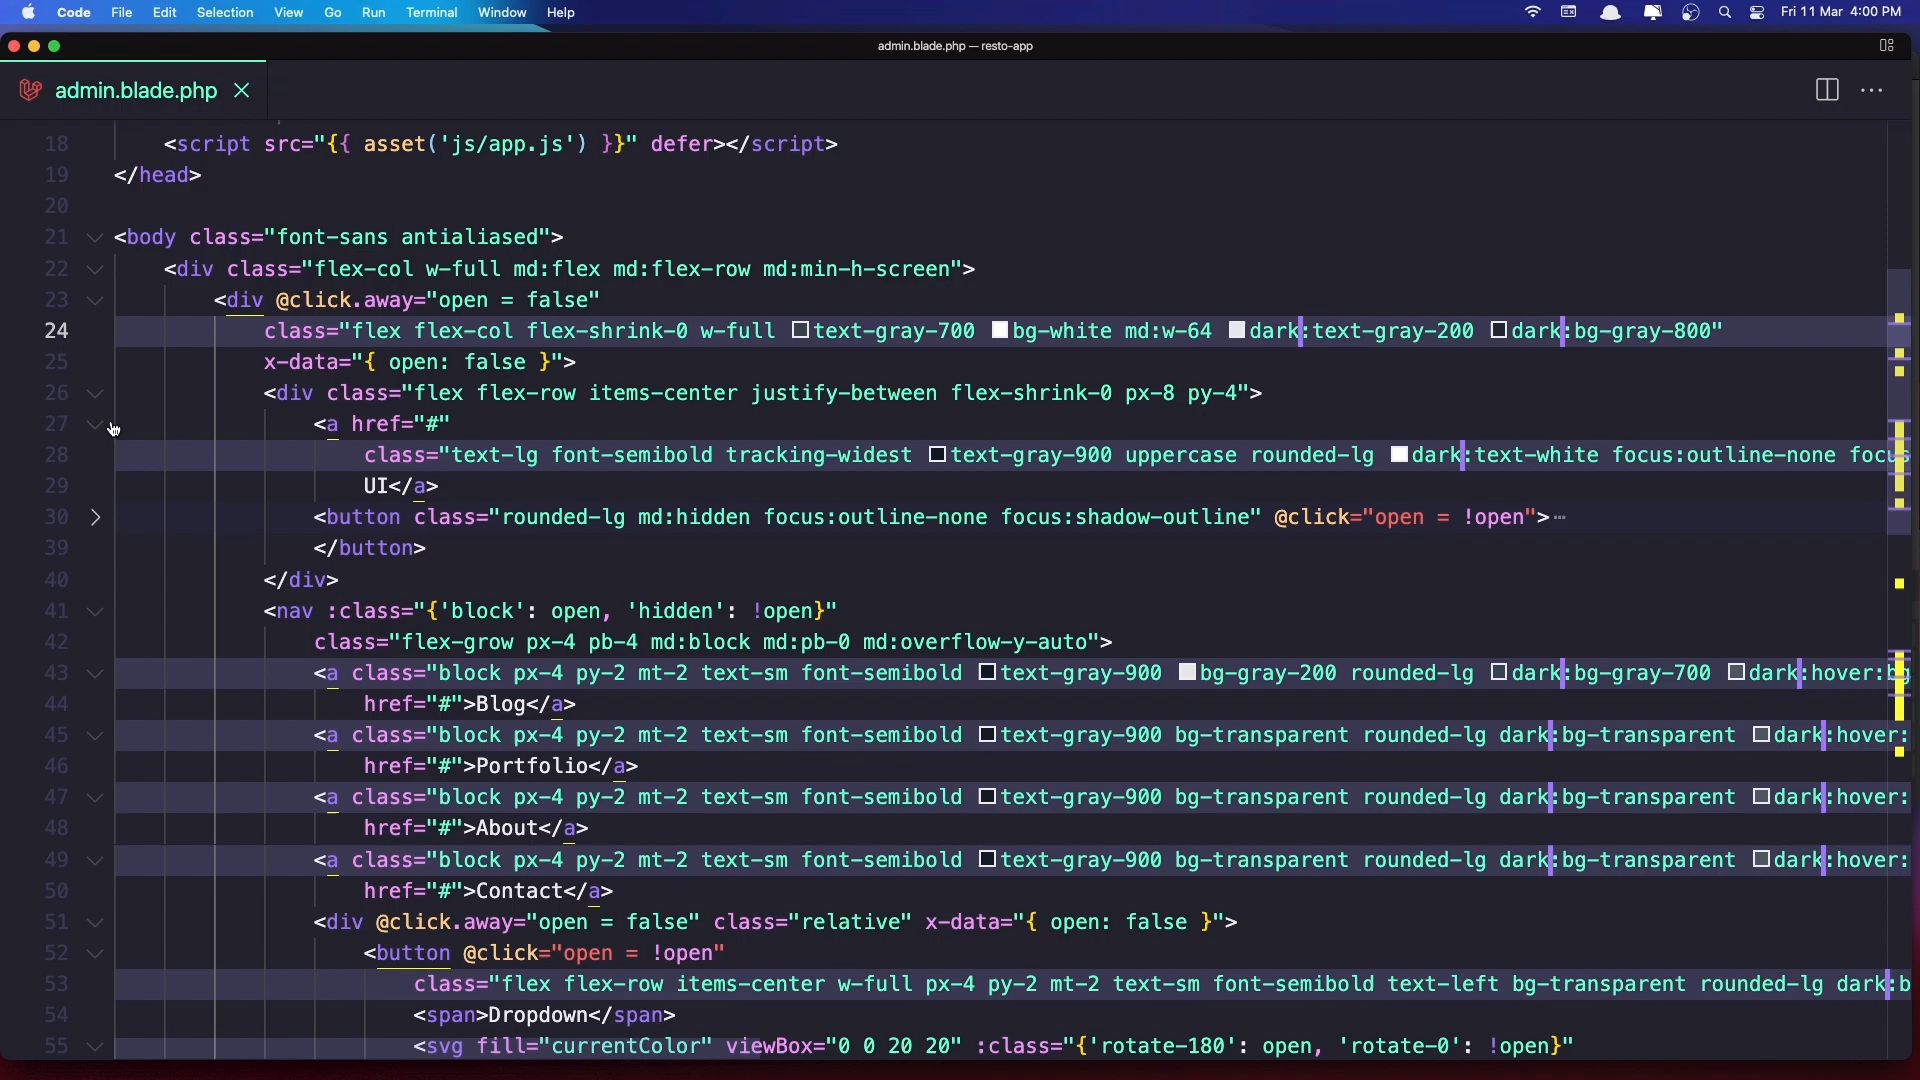 Code File Edit Selection View Go Run Terminal Window Help Fri 11 Mar 4:00 PM
admin.blade.php — resto-app
admin.blade.php
18 <script src="{{ asset('js/app.js') }}" defer></script>
19 </head>
20
21 <body class="font-sans antialiased">
22 <div class="flex-col w-full md:flex md:flex-row md:min-h-screen">
23 <div @click.away="open = false"
24 class="flex flex-col flex-shrink-0 w-full text-gray-700 bg-white md:w-64 dark:text-gray-200 dark:bg-gray-800"
25 x-data="{ open: false }">
26 <div class="flex flex-row items-center justify-between flex-shrink-0 px-8 py-4">
27 <a href="#"
28 class="text-lg font-semibold tracking-widest text-gray-900 uppercase rounded-lg dark:text-white focus:outline-none focus
29 UI</a>
30 <button class="rounded-lg md:hidden focus:outline-none focus:shadow-outline" @click="open = !open">…
39 </button>
40 </div>
41 <nav :class="{'block': open, 'hidden': !open}"
42 class="flex-grow px-4 pb-4 md:block md:pb-0 md:overflow-y-auto">
43 <a class="block px-4 py-2 mt-2 text-sm font-semibold text-gray-900 bg-gray-200 rounded-lg dark:bg-gray-700 dark:hover:bg
44 href="#">Blog</a>
45 <a class="block px-4 py-2 mt-2 text-sm font-semibold text-gray-900 bg-transparent rounded-lg dark:bg-transparent dark:hover:
46 href="#">Portfolio</a>
47 <a class="block px-4 py-2 mt-2 text-sm font-semibold text-gray-900 bg-transparent rounded-lg dark:bg-transparent dark:hover:
48 href="#">About</a>
49 <a class="block px-4 py-2 mt-2 text-sm font-semibold text-gray-900 bg-transparent rounded-lg dark:bg-transparent dark:hover:
50 href="#">Contact</a>
51 <div @click.away="open = false" class="relative" x-data="{ open: false }">
52 <button @click="open = !open"
53 class="flex flex-row items-center w-full px-4 py-2 mt-2 text-sm font-semibold text-left bg-transparent rounded-lg dark:b
54 <span>Dropdown</span>
55 <svg fill="currentColor" viewBox="0 0 20 20" :class="{'rotate-180': open, 'rotate-0': !open}"